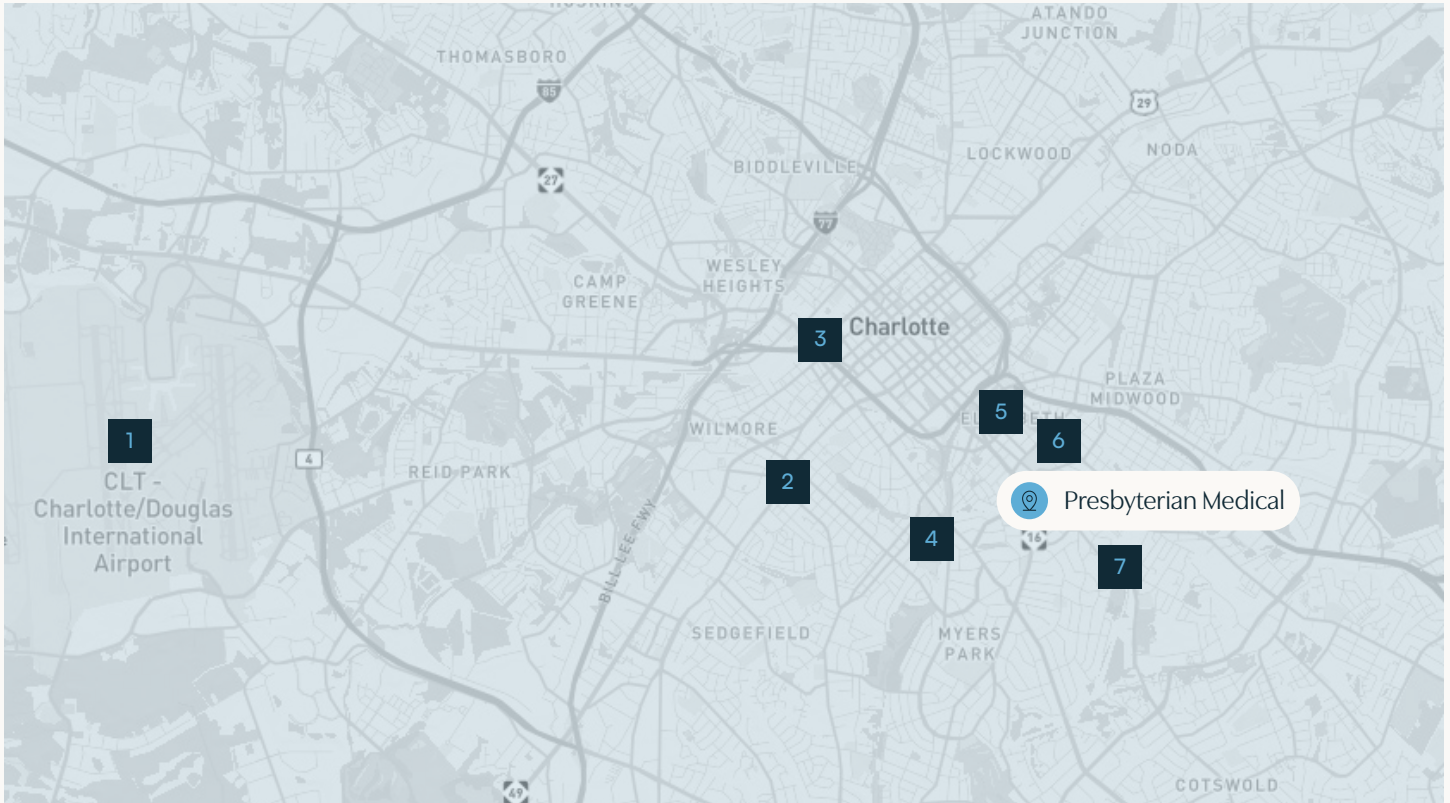 HOSKINS
ATANDO
JUNCTION
THOMASBORO
85
29
LOCKWOOD
NODA
BIDDLEVILLE
27
77
WESLEY
HEIGHTS
CAMP
GREENE
3
Charlotte
PLAZA
MIDWOOD
5
1
WILMORE
6
4
REID PARK
CLT -
Charlotte/Douglas
International
Airport
2
Presbyterian Medical
BILL LEE FWY
4
16
7
SEDGEFIELD
MYERS
PARK
COTSWOLD
49